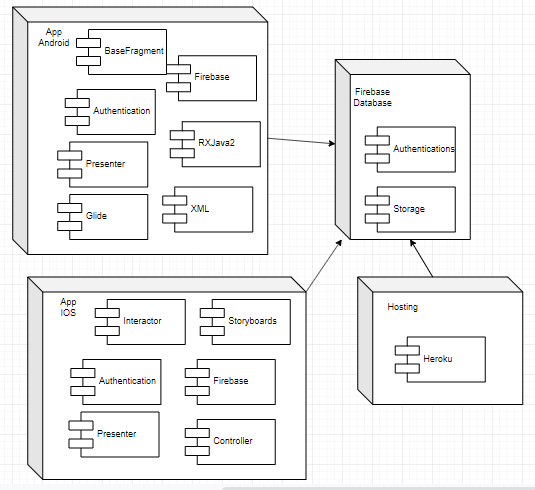 App
Android
BaseFragment
Firebase
Authentication
RXJava2
Presenter
Glide
XML
Firebase
Database
Authentications
Storage
App
IOS
Interactor
Storyboards
Authentication
Firebase
Presenter
Controller
Hosting
Heroku